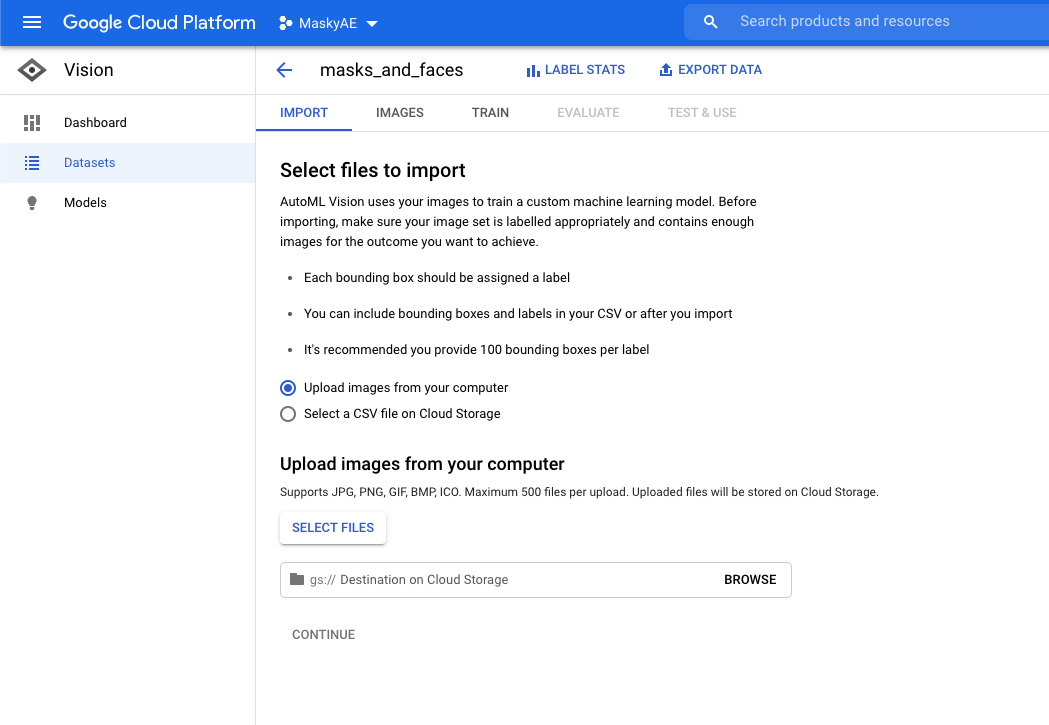 Google Cloud Platform MaskyAE Search products and resources
Vision masks_and_faces LABEL STATS EXPORT DATA
Dashboard
Datasets
Models
IMPORT IMAGES TRAIN EVALUATE TEST & USE
Select files to import
AutoML Vision uses your images to train a custom machine learning model. Before
importing, make sure your image set is labelled appropriately and contains enough
images for the outcome you want to achieve.
• Each bounding box should be assigned a label
• You can include bounding boxes and labels in your CSV or after you import
• It's recommended you provide 100 bounding boxes per label
Upload images from your computer
Select a CSV file on Cloud Storage
Upload images from your computer
Supports JPG, PNG, GIF, BMP, ICO. Maximum 500 files per upload. Uploaded files will be stored on Cloud Storage.
SELECT FILES
gs:// Destination on Cloud Storage BROWSE
CONTINUE